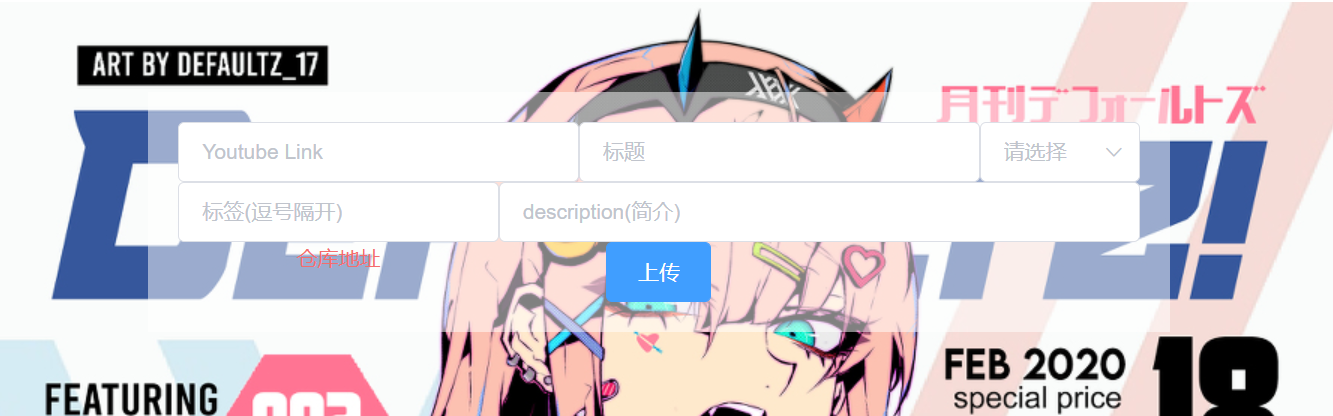 ART BY DEFAULTZ_17
月刊デフォールトズ
Youtube Link
标题
请选择
标签(逗号隔开)
description(简介)
仓库地址
上传
FEB 2020
special price
18
FEATURING